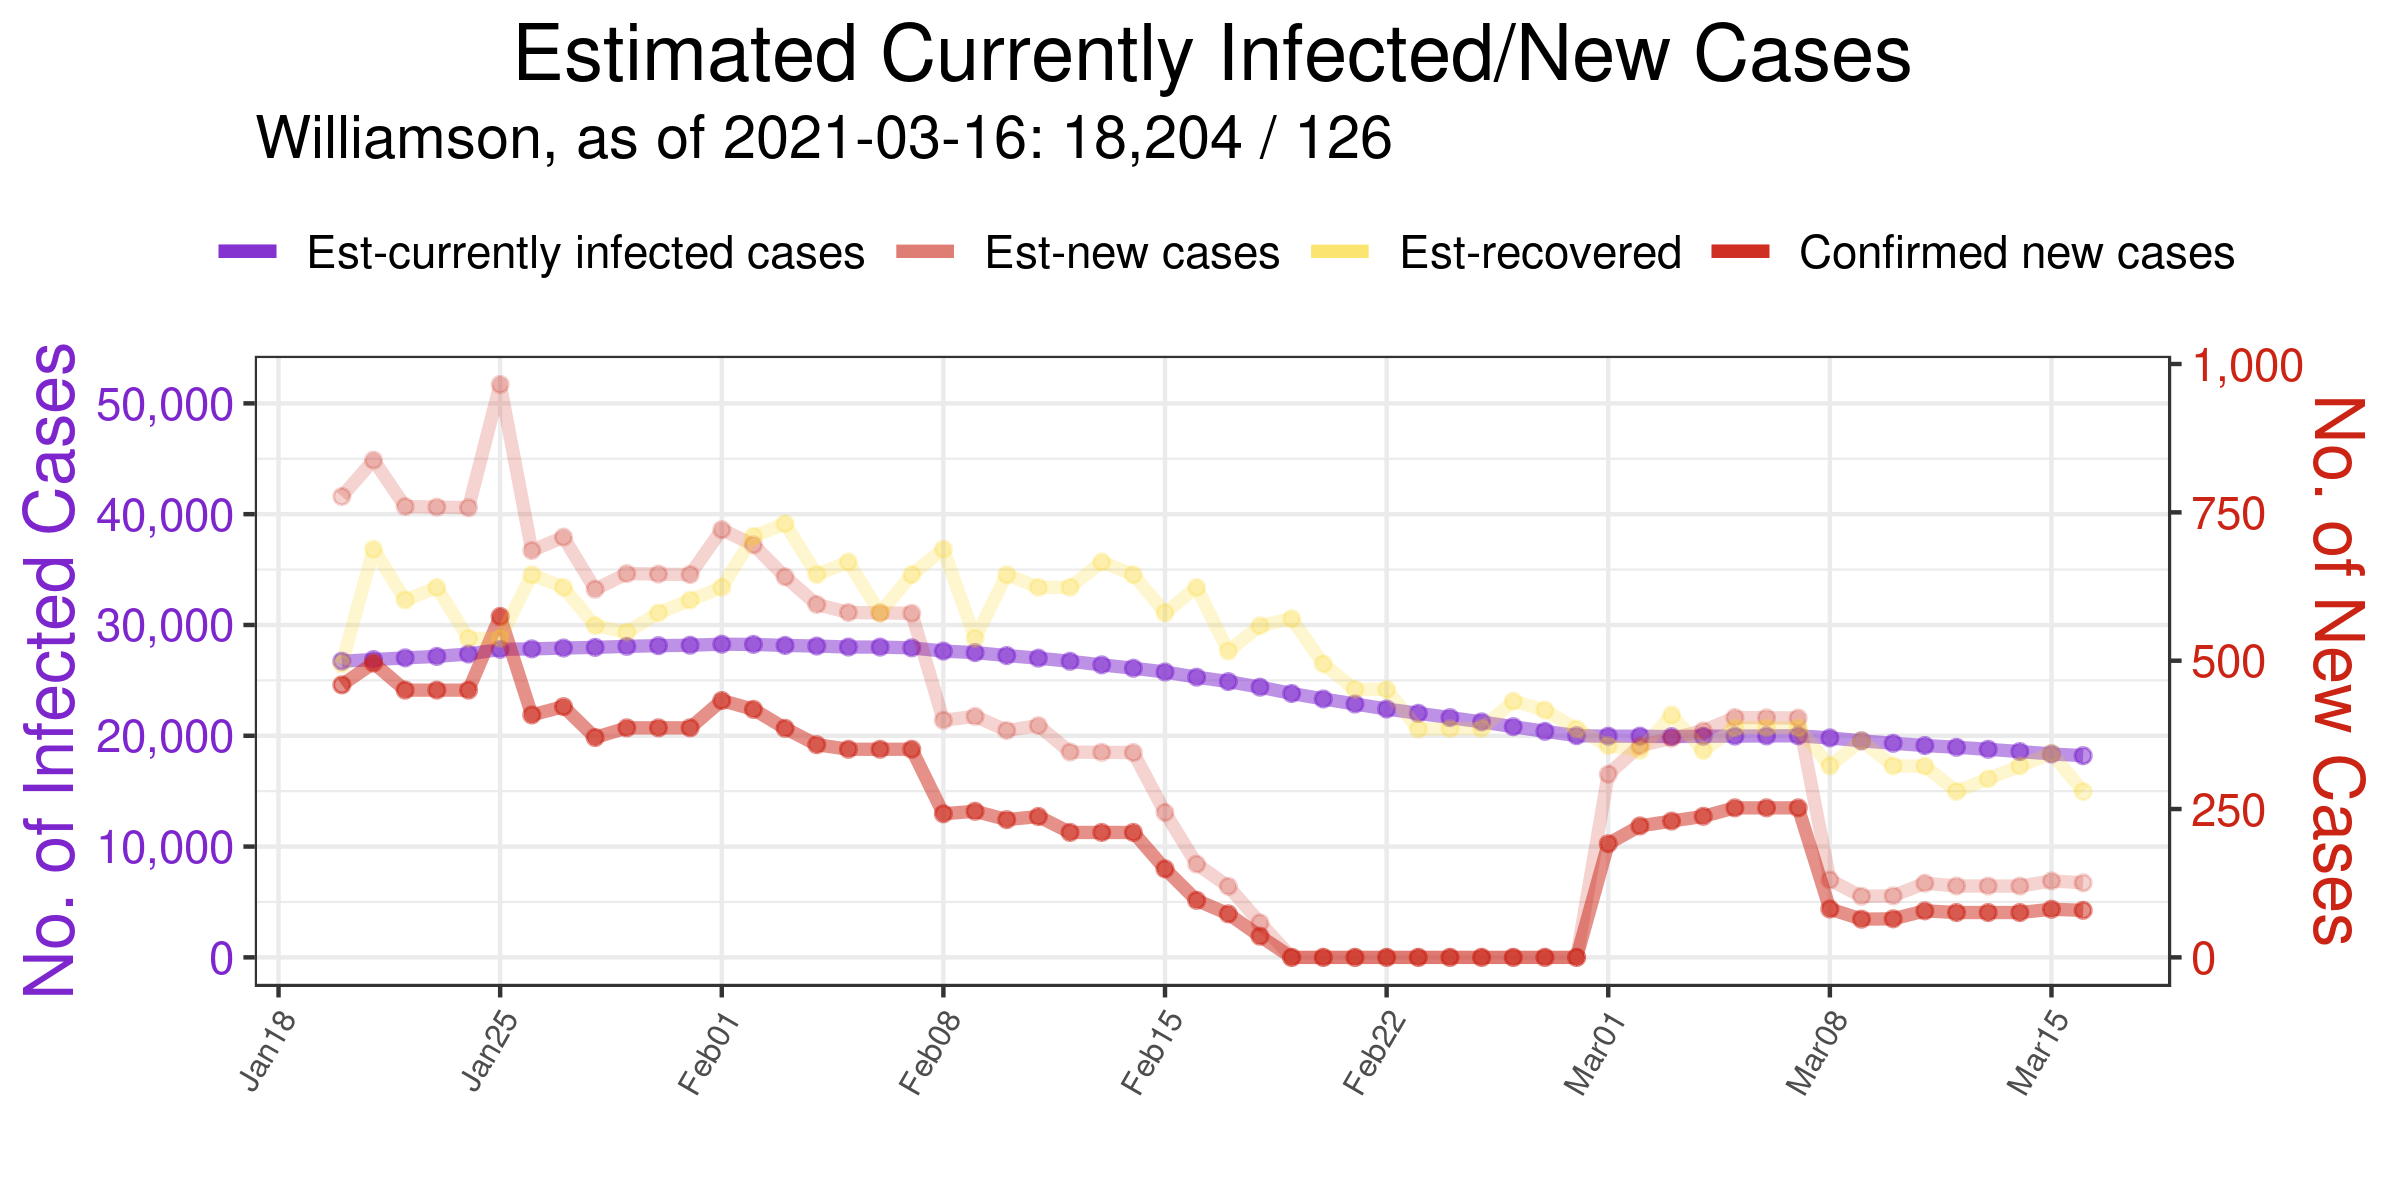 Estimated Currently Infected/New Cases
Williamson, as of 2021-03-16: 18,204 / 126
Est-currently infected cases
Est-new cases
Est-recovered
Confirmed new cases
No. of Infected Cases
50,000
40,000
30,000
20,000
10,000
0
1,000
750
500
250
0
No. of New Cases
Jan18
Jan25
Feb01
Feb08
Feb15
Feb22
Mar01
Mar08
Mar15